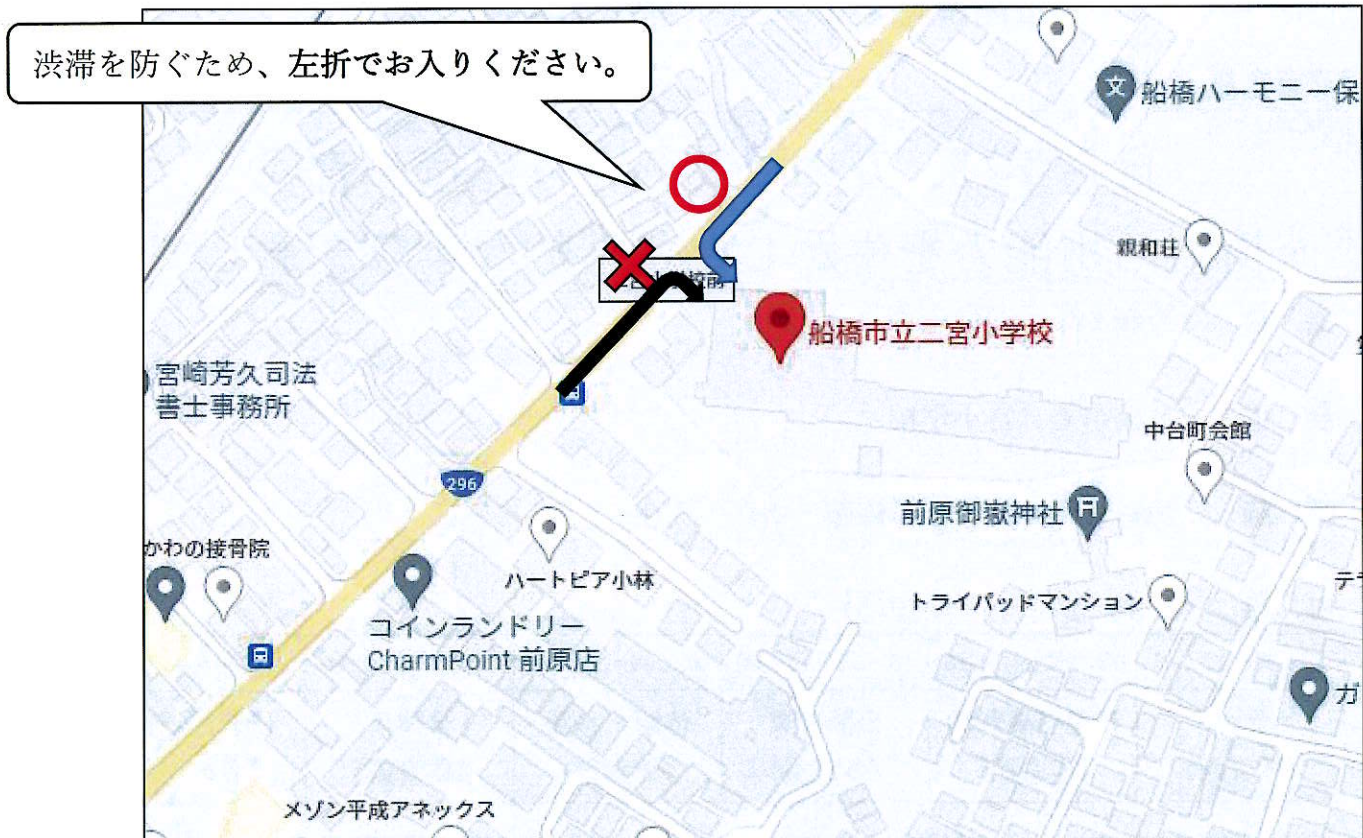 渋滞を防ぐため、左折でお入りください。
船橋ハーモニー保
親和荘
船橋市立二宮小学校
宮崎芳久司法
書士事務所
中台町会館
296
前原御嶽神社
かわの接骨院
ハートピア小林
トライパッドマンション
コインランドリー
CharmPoint 前原店
ガ
メゾン平成アネックス